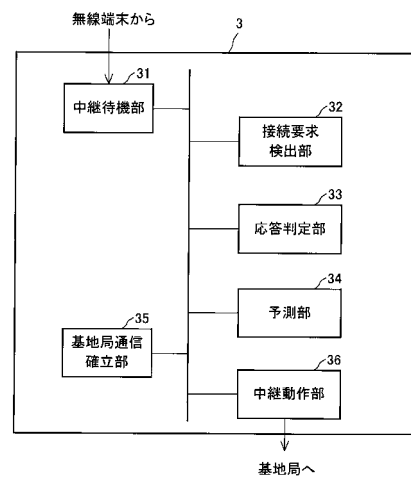 無線端末から
3
31
中継待機部
32
接続要求
検出部
33
応答判定部
34
予測部
35
基地局通信
確立部
36
中継動作部
基地局へ